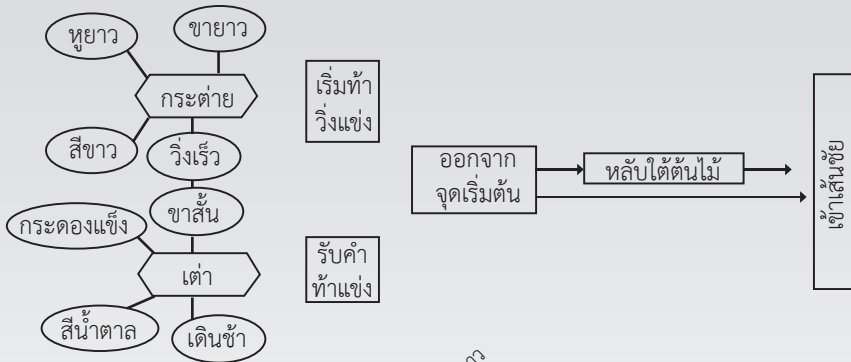 หูยาว
ขายาว
กระต่าย
สีขาว
วิ่งเร็ว
เริ่มท้า
วิ่งแข่ง
ออกจาก
จุดเริ่มต้น
หลับใต้ต้นไม้
เข้าเส้นชัย
ขาสั้น
กระดองแข็ง
เต่า
สีน้ำตาล
เดินช้า
รับคำ
ท้าแข่ง